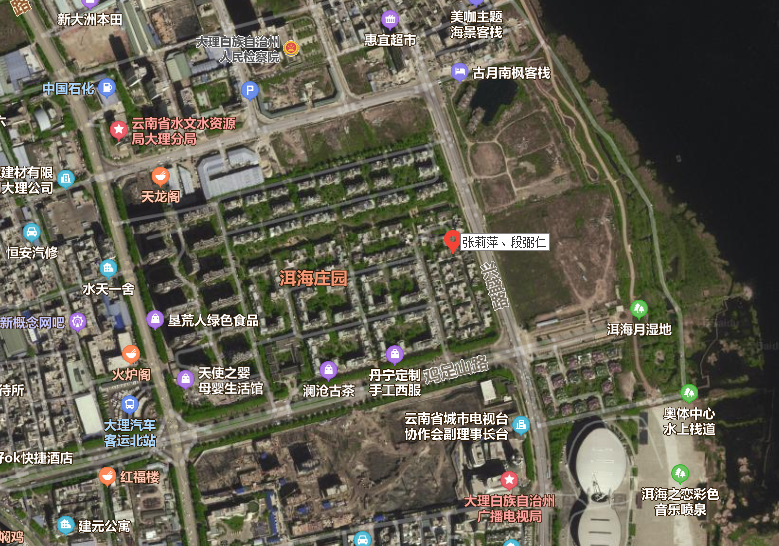 新大洲本田
惠宜超市
美咖主题
海景客栈
大理白族自治州
人民检察院
古月南枫客栈
中国石化
P
云南省水文水资源
局大理分局
建材有限
大理公司
天龙阁
恒安汽修
张莉萍、段弼仁
水天一舍
洱海庄园
新概念网吧
垦荒人绿色食品
洱海月湿地
火炉阁
天使之婴
母婴生活馆
澜沧古茶
丹宁定制
手工西服
鸡足山路
待所
大理汽车
客运北站
云南省城市电视台
协作会副理事长台
奥体中心
水上栈道
ok快捷酒店
红福楼
大理白族自治州
广播电视局
洱海之恋彩色
音乐喷泉
建元公寓
焖鸡